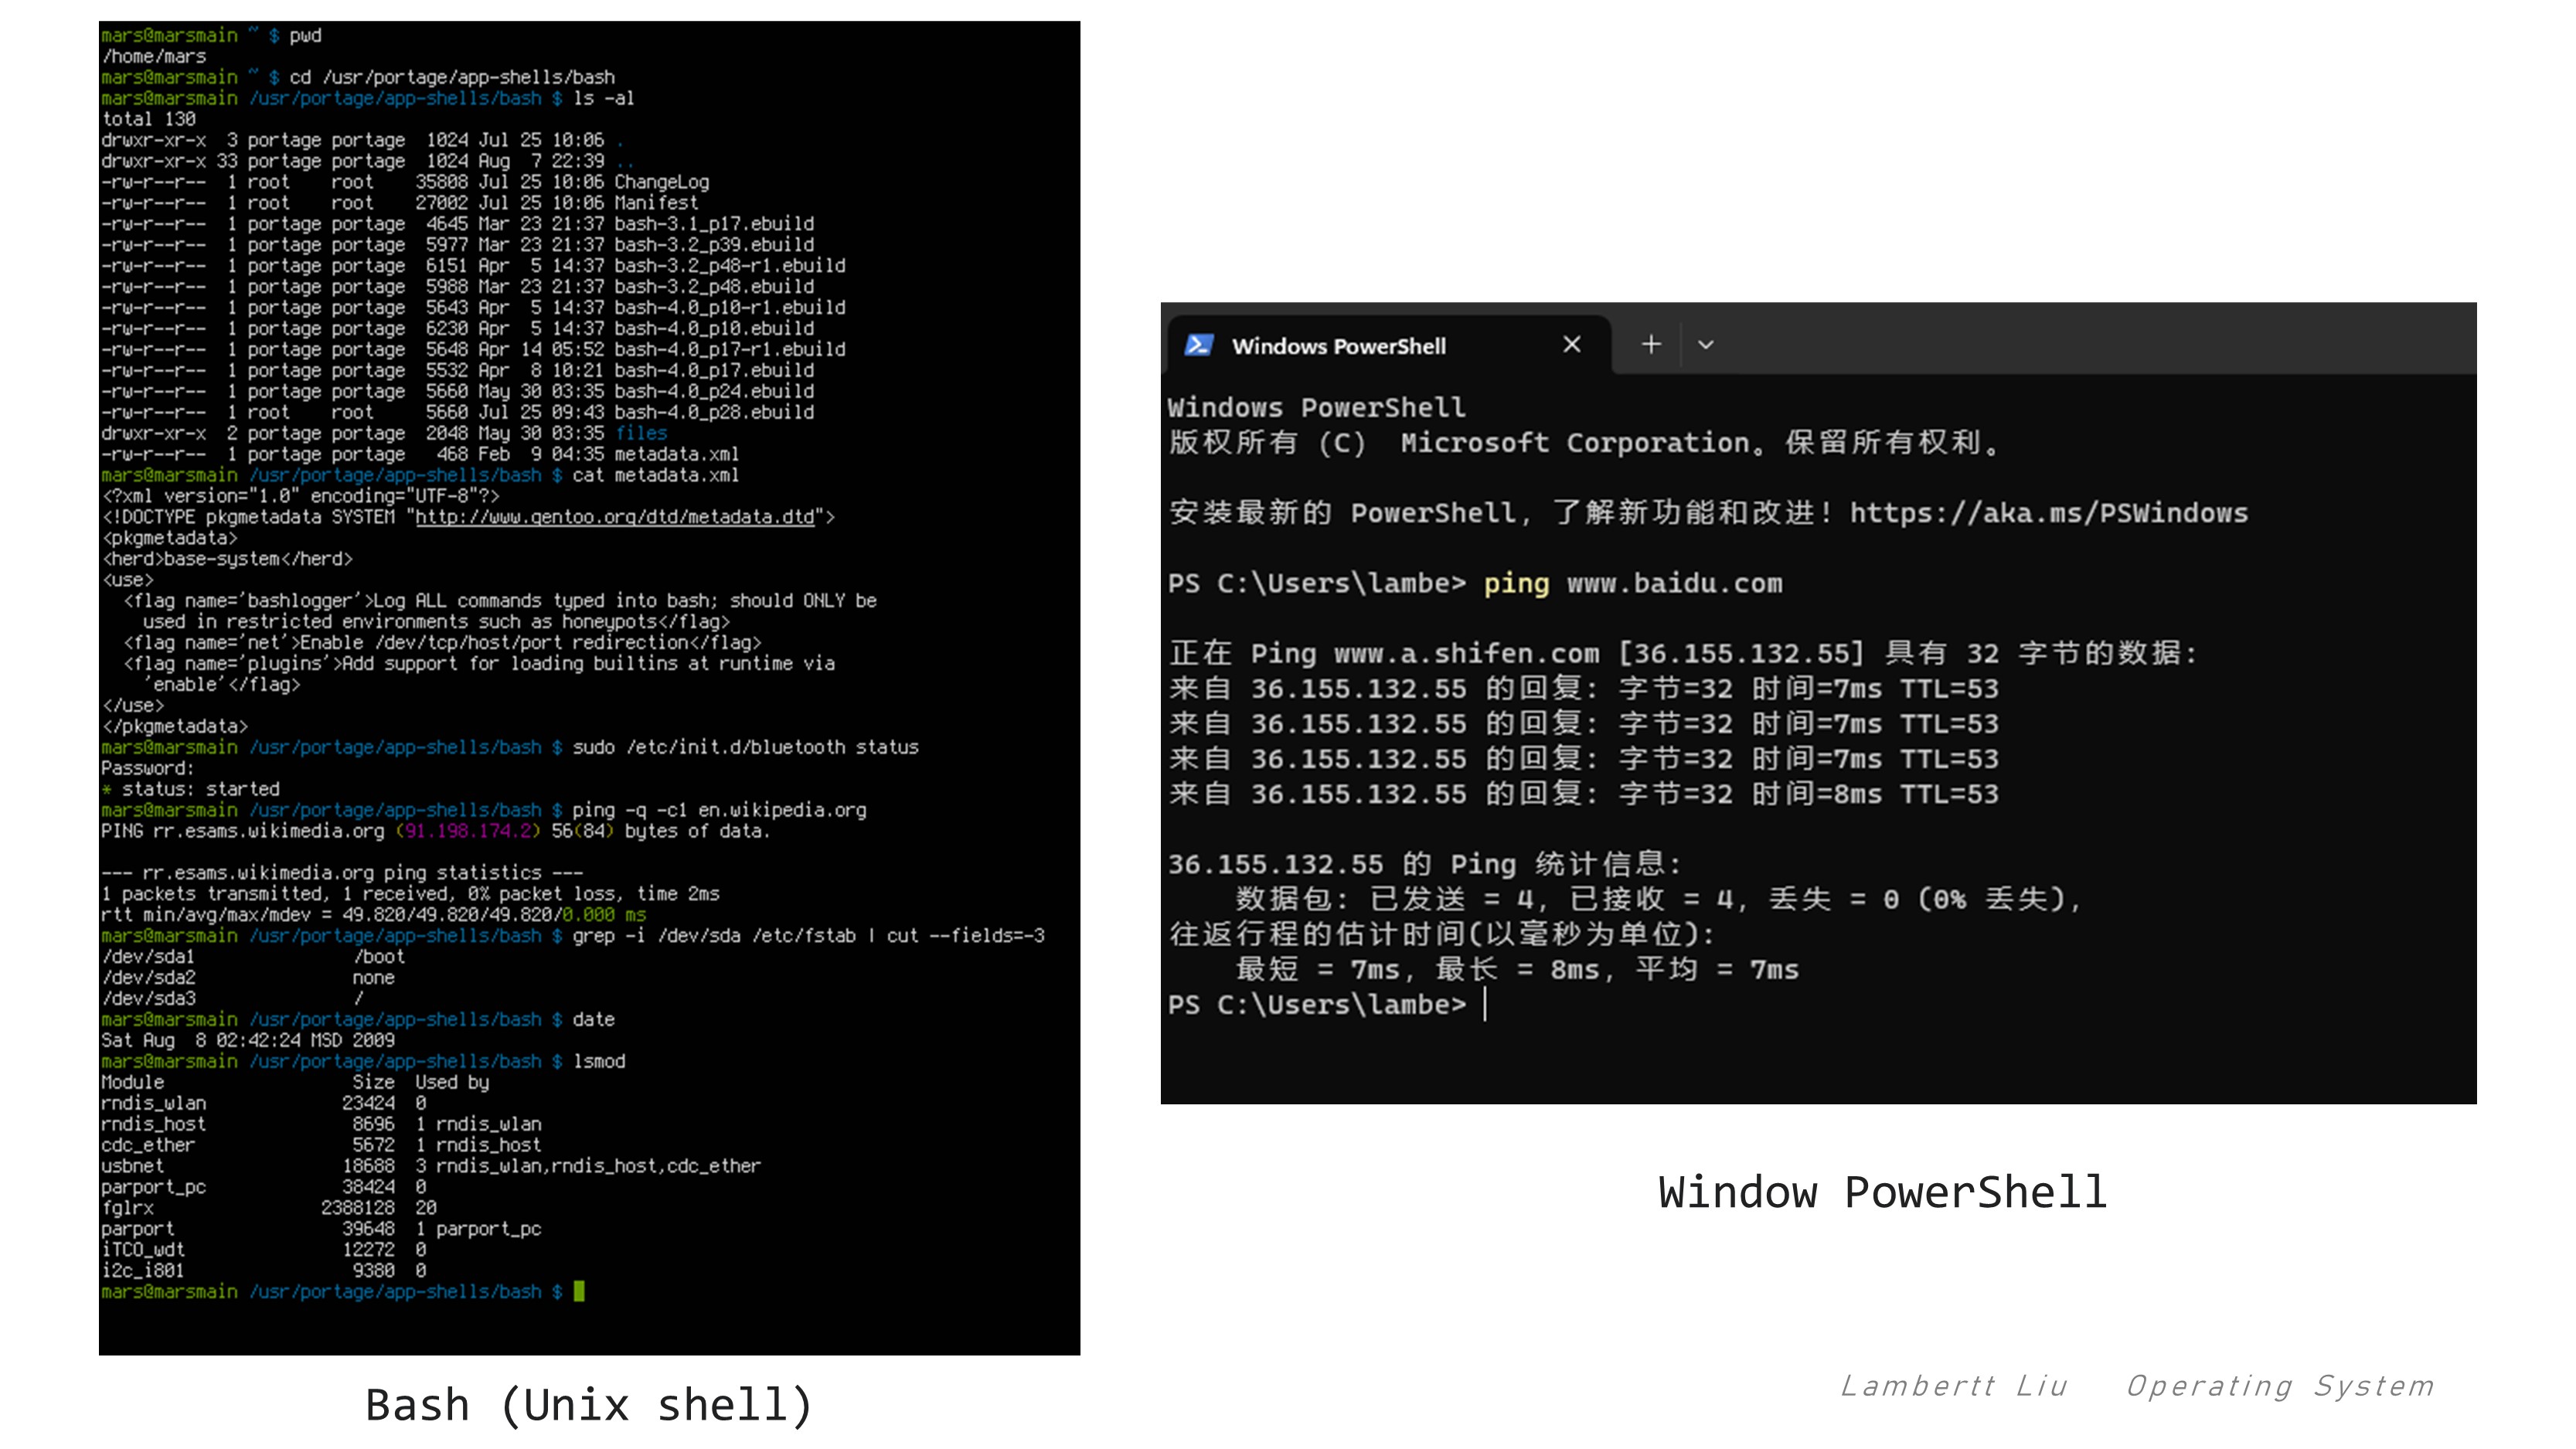 mars@marsmain ~ $ pwd
/home/mars
mars@marsmain ~ $ cd /usr/portage/app-shells/bash
mars@marsmain /usr/portage/app-shells/bash $ ls -al
total 130
drwxr-xr-x  3 portage portage  1024 Jul 25 10:06 .
drwxr-xr-x 33 portage portage  1024 Aug  7 22:39 ..
-rw-r--r--  1 root    root    35808 Jul 25 10:06 ChangeLog
-rw-r--r--  1 root    root    27002 Jul 25 10:06 Manifest
-rw-r--r--  1 portage portage  4645 Mar 23 21:37 bash-3.1_p17.ebuild
-rw-r--r--  1 portage portage  5977 Mar 23 21:37 bash-3.2_p39.ebuild
-rw-r--r--  1 portage portage  6151 Apr  5 14:37 bash-3.2_p48-r1.ebuild
-rw-r--r--  1 portage portage  5988 Mar 23 21:37 bash-3.2_p48.ebuild
-rw-r--r--  1 portage portage  5643 Apr  5 14:37 bash-4.0_p10-r1.ebuild
-rw-r--r--  1 portage portage  6230 Apr  5 14:37 bash-4.0_p10.ebuild
-rw-r--r--  1 portage portage  5648 Apr 14 05:52 bash-4.0_p17-r1.ebuild
-rw-r--r--  1 portage portage  5532 Apr  8 10:21 bash-4.0_p17.ebuild
-rw-r--r--  1 portage portage  5660 May 30 03:35 bash-4.0_p24.ebuild
-rw-r--r--  1 root    root     5660 Jul 25 09:43 bash-4.0_p28.ebuild
drwxr-xr-x  2 portage portage  2048 May 30 03:35 files
-rw-r--r--  1 portage portage   468 Feb  9 04:35 metadata.xml
mars@marsmain /usr/portage/app-shells/bash $ cat metadata.xml
<?xml version="1.0" encoding="UTF-8"?>
<!DOCTYPE pkgmetadata SYSTEM "http://www.gentoo.org/dtd/metadata.dtd">
<pkgmetadata>
<herd>base-system</herd>
<use>
  <flag name='bashlogger'>Log ALL commands typed into bash; should ONLY be
    used in restricted environments such as honeypots</flag>
  <flag name='net'>Enable /dev/tcp/host/port redirection</flag>
  <flag name='plugins'>Add support for loading builtins at runtime via
    'enable'</flag>
</use>
</pkgmetadata>
mars@marsmain /usr/portage/app-shells/bash $ sudo /etc/init.d/bluetooth status
Password:
* status: started
mars@marsmain /usr/portage/app-shells/bash $ ping -q -c1 en.wikipedia.org
PING rr.esams.wikimedia.org (91.198.174.2) 56(84) bytes of data.
--- rr.esams.wikimedia.org ping statistics ---
1 packets transmitted, 1 received, 0% packet loss, time 2ms
rtt min/avg/max/mdev = 49.820/49.820/49.820/0.000 ms
mars@marsmain /usr/portage/app-shells/bash $ grep -i /dev/sda /etc/fstab | cut --fields=-3
/dev/sda1               /boot
/dev/sda2               none
/dev/sda3               /
mars@marsmain /usr/portage/app-shells/bash $ date
Sat Aug  8 02:42:24 MSD 2009
mars@marsmain /usr/portage/app-shells/bash $ lsmod
Module                  Size  Used by
rndis_wlan             23424  0
rndis_host              8696  1 rndis_wlan
cdc_ether               5672  1 rndis_host
usbnet                 18688  3 rndis_wlan,rndis_host,cdc_ether
parport_pc             38424  0
fglrx                2388128  20
parport                39648  1 parport_pc
iTCO_wdt               12272  0
i2c_i801                9380  0
mars@marsmain /usr/portage/app-shells/bash $
Bash (Unix shell)
Windows PowerShell
Windows PowerShell
版权所有 (C) Microsoft Corporation。保留所有权利。
安装最新的 PowerShell，了解新功能和改进！https://aka.ms/PSWindows
PS C:\Users\lambe> ping www.baidu.com
正在 Ping www.a.shifen.com [36.155.132.55] 具有 32 字节的数据:
来自 36.155.132.55 的回复: 字节=32 时间=7ms TTL=53
来自 36.155.132.55 的回复: 字节=32 时间=7ms TTL=53
来自 36.155.132.55 的回复: 字节=32 时间=7ms TTL=53
来自 36.155.132.55 的回复: 字节=32 时间=8ms TTL=53
36.155.132.55 的 Ping 统计信息:
    数据包: 已发送 = 4，已接收 = 4，丢失 = 0 (0% 丢失)，
往返行程的估计时间(以毫秒为单位):
    最短 = 7ms，最长 = 8ms，平均 = 7ms
PS C:\Users\lambe>
Window PowerShell
Lambertt Liu   Operating System